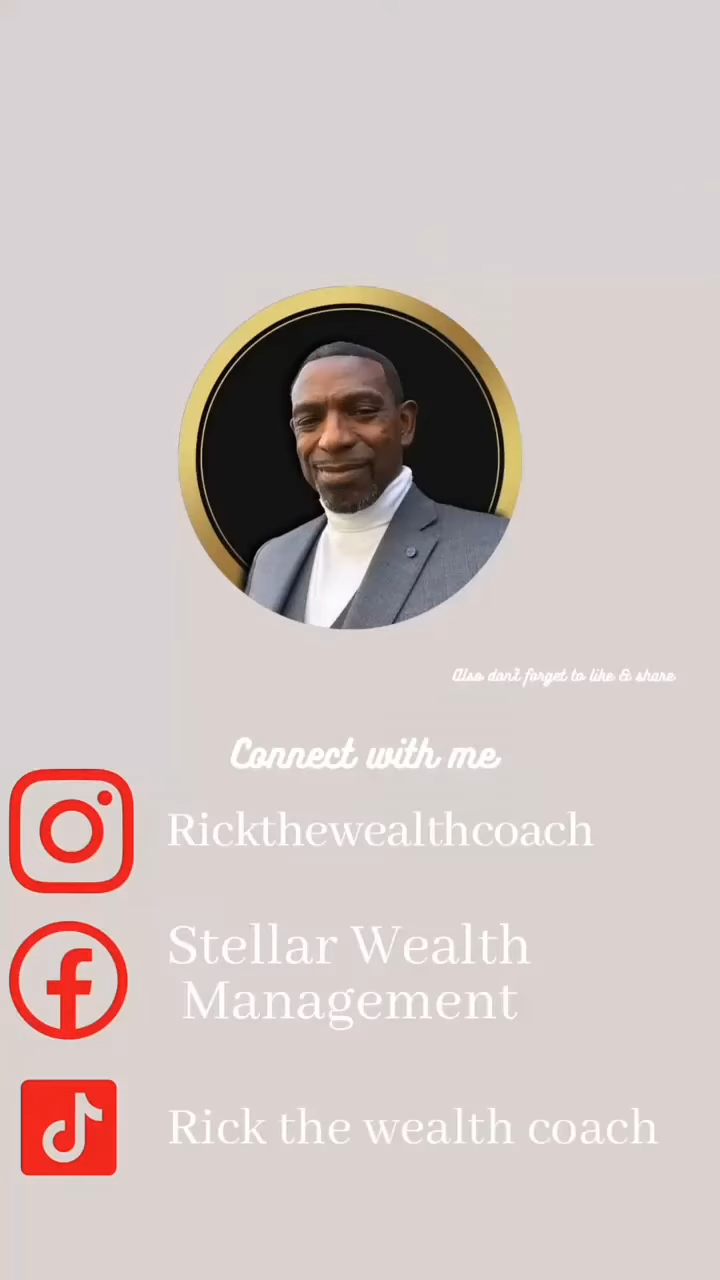 Also don't forget to like & share
Connect with me
Rickthewealthcoach
Stellar Wealth
Management
Rick the wealth coach